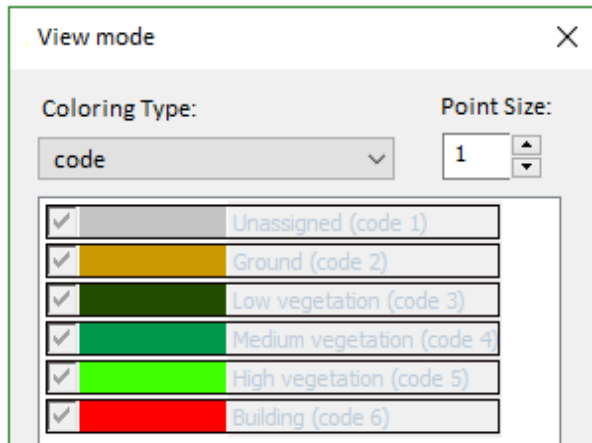 View mode
Coloring Type:
Point Size:
code
1
Unassigned (code 1)
Ground (code 2)
Low vegetation (code 3)
Medium vegetation (code 4)
High vegetation (code 5)
Building (code 6)